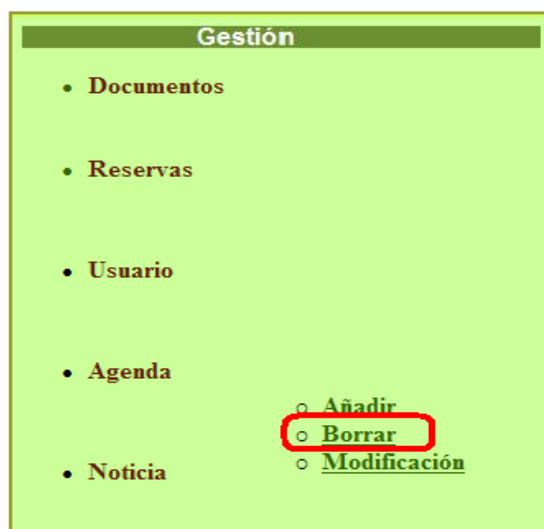 Gestión
Documentos
Reservas
Usuario
Agenda
Añadir
Borrar
Modificación
Noticia